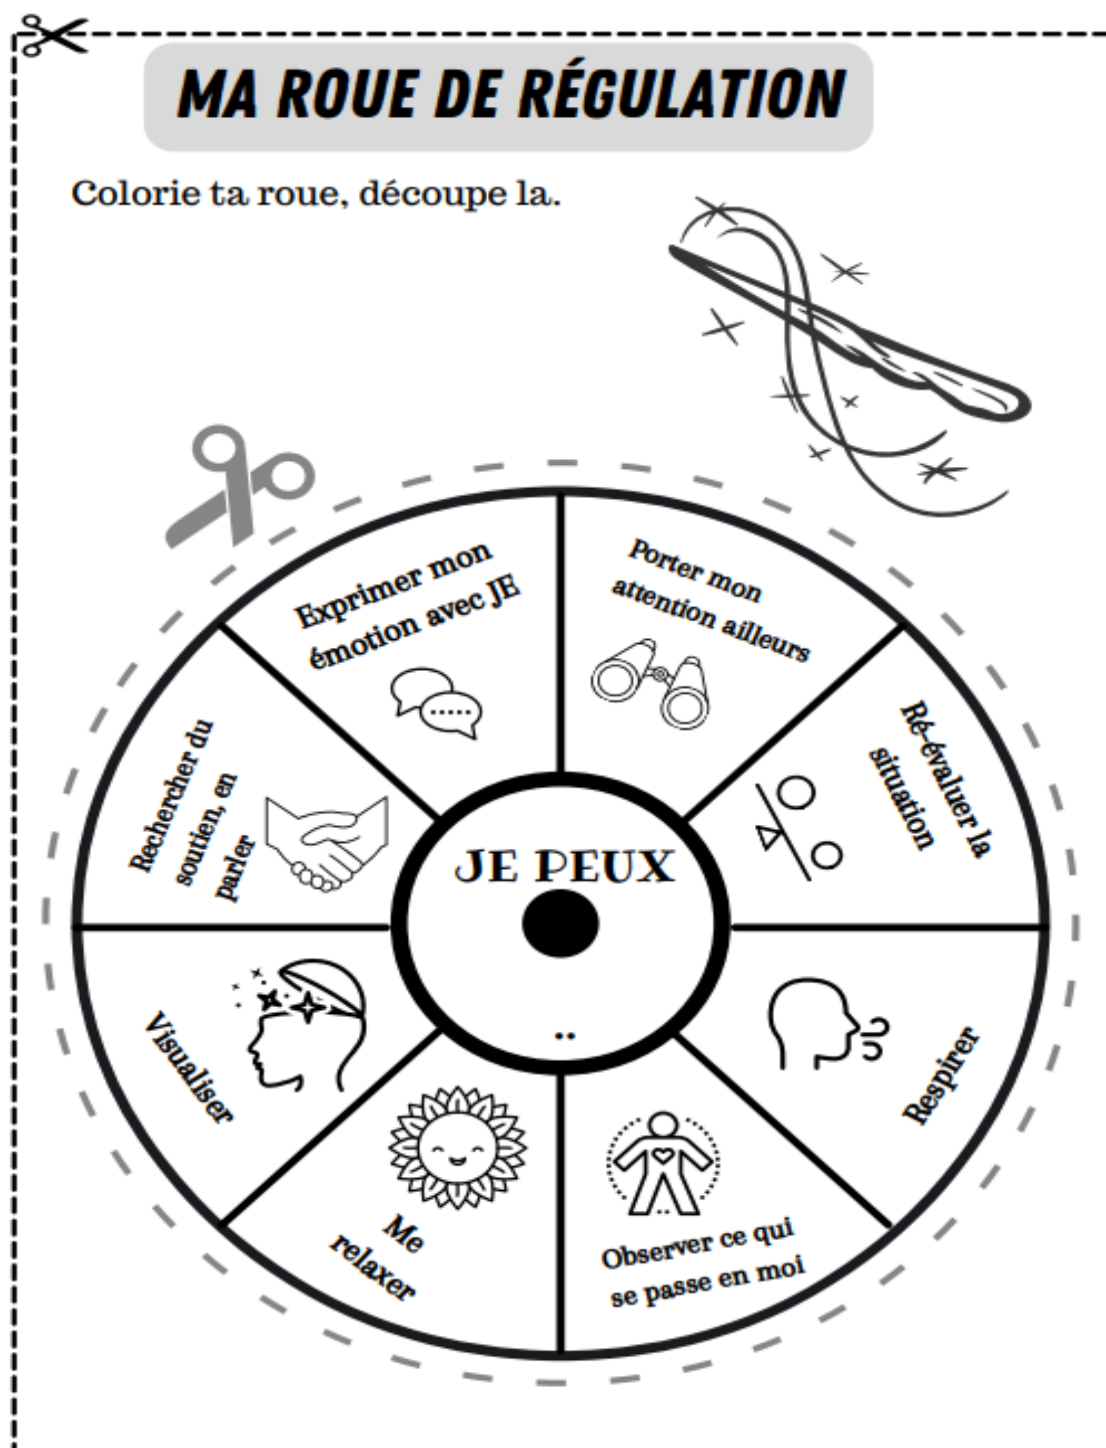 MA ROUE DE RÉGULATION
Colorie ta roue, découpe la.
Exprimer mon
émotion avec JE
Porter mon
attention ailleurs
Ré-évaluer la
situation
Respirer
Observer ce qui
se passe en moi
Me
relaxer
Visualiser
Rechercher du
soutien, en
parler
JE PEUX
..